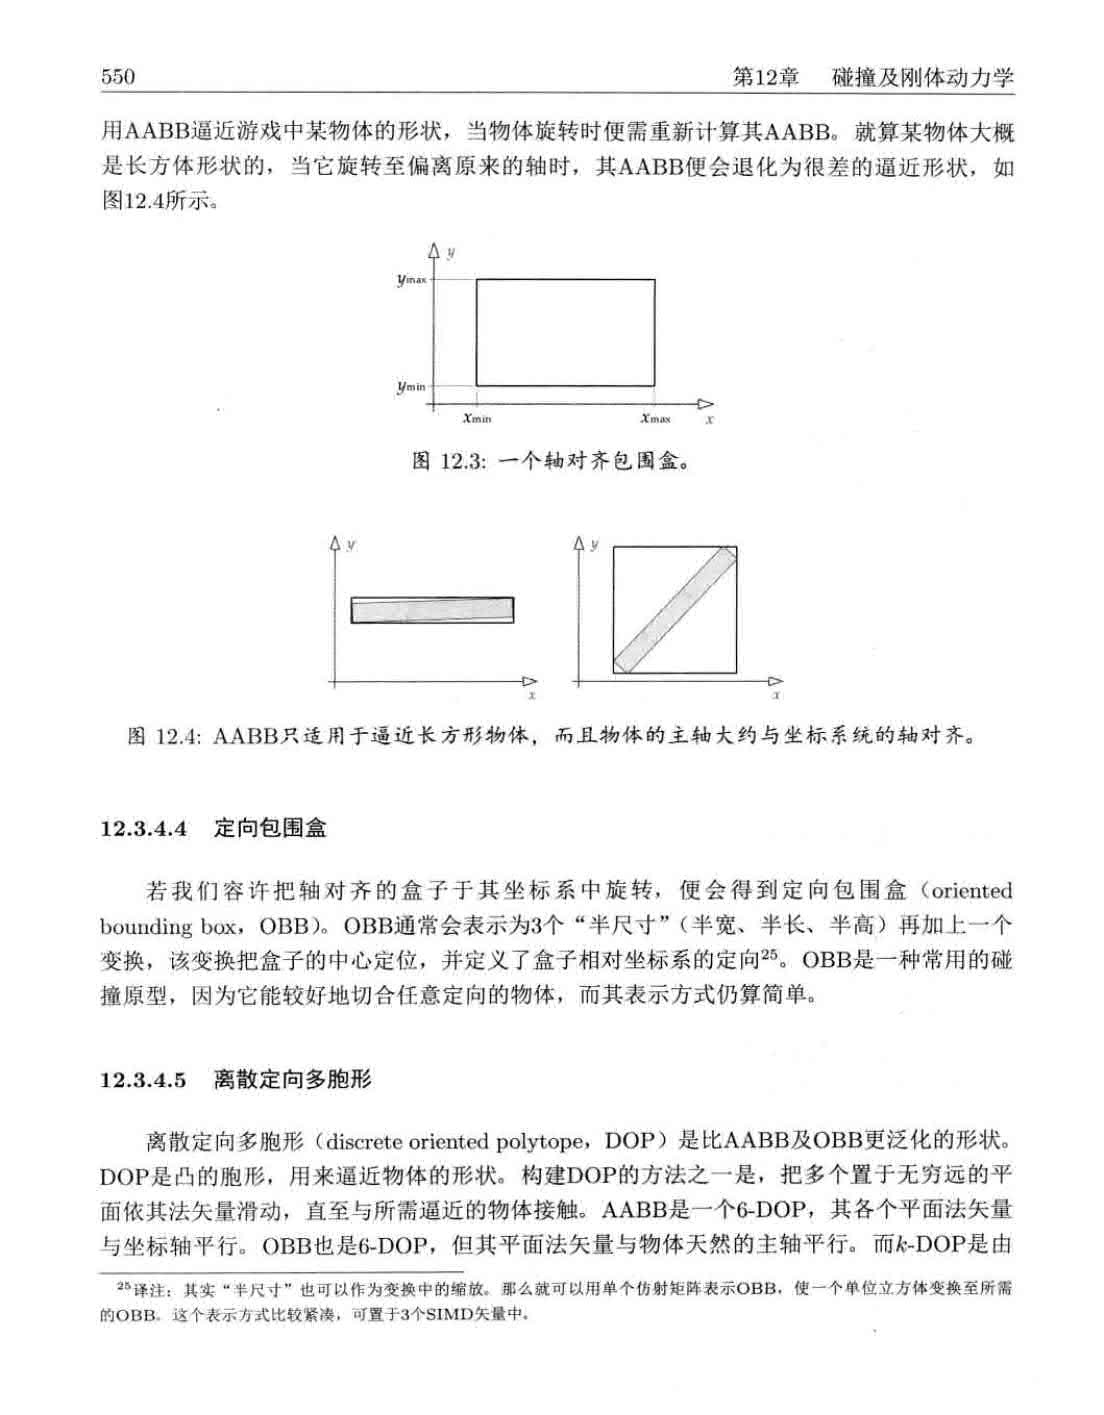 550 第12章 碰撞及刚体动力学
用AABB逼近游戏中某物体的形状，当物体旋转时便需重新计算其AABB。就算某物体大概
是长方体形状的，当它旋转至偏离原来的轴时，其AABB便会退化为很差的逼近形状，如
图12.4所示。
y
ymax
ymin
xmin xmax x
图 12.3: 一个轴对齐包围盒。
y y
x x
图 12.4: AABB只适用于逼近长方形物体，而且物体的主轴大约与坐标系统的轴对齐。
12.3.4.4 定向包围盒
若我们容许把轴对齐的盒子于其坐标系中旋转，便会得到定向包围盒（oriented
bounding box，OBB）。OBB通常会表示为3个“半尺寸”（半宽、半长、半高）再加上一个
变换，该变换把盒子的中心定位，并定义了盒子相对坐标系的定向25。OBB是一种常用的碰
撞原型，因为它能较好地切合任意定向的物体，而其表示方式仍算简单。
12.3.4.5 离散定向多胞形
离散定向多胞形（discrete oriented polytope，DOP）是比AABB及OBB更泛化的形状。
DOP是凸的胞形，用来逼近物体的形状。构建DOP的方法之一是，把多个置于无穷远的平
面依其法矢量滑动，直至与所需逼近的物体接触。AABB是一个6-DOP，其各个平面法矢量
与坐标轴平行。OBB也是6-DOP，但其平面法矢量与物体天然的主轴平行。而k-DOP是由
25译注：其实“半尺寸”也可以作为变换中的缩放。那么就可以用单个仿射矩阵表示OBB，使一个单位立方体变换至所需
的OBB。这个表示方式比较紧凑，可置于3个SIMD矢量中。